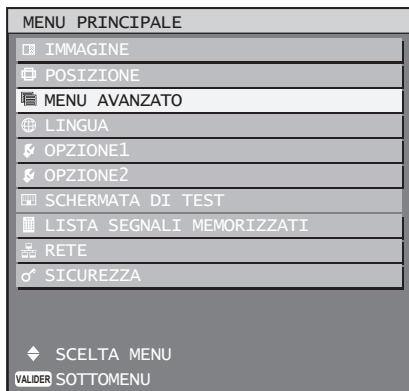 MENU PRINCIPALE
IMMAGINE
POSIZIONE
MENU AVANZATO
LINGUA
OPZIONE1
OPZIONE2
SCHERMATA DI TEST
LISTA SEGNALI MEMORIZZATI
RETE
SICUREZZA
SCELTA MENU
VALIDER SOTTOMENU